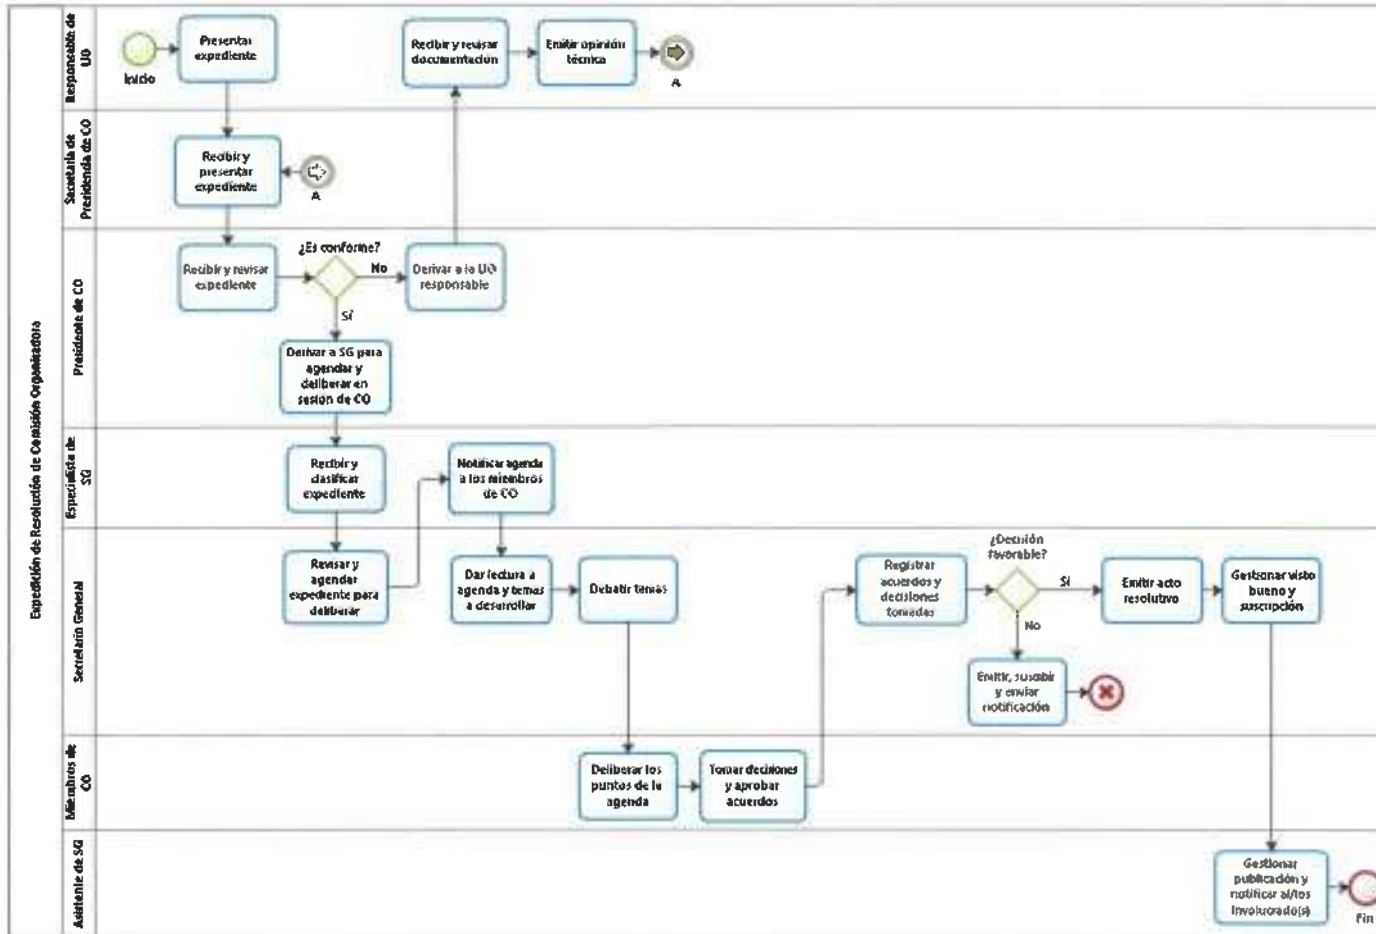 Expedición de Resolución de Comisión Organizadora
Responsable de
UO
Inicio
Presentar
expediente
Recibir y revisar
documentación
Emitir opinión
técnica
A
Secretaria de
Presidencia de CO
Recibir y
presentar
expediente
A
Presidente de CO
Recibir y revisar
expediente
¿Es conforme?
No
Sí
Derivar a la UO
responsable
Derivar a SG para
agendar y
deliberar en
sesión de CO
Especialista de
SG
Recibir y
clasificar
expediente
Notificar agenda
a los miembros
de CO
Secretario General
Revisar y
agendar
expediente para
deliberar
Dar lectura a
agenda y temas
a desarrollar
Debatir temas
Registrar
acuerdos y
decisiones
tomadas
¿Decisión
favorable?
Sí
No
Emitir acto
resolutivo
Gestionar visto
bueno y
suscripción
Emitir, suscribir
y enviar
notificación
Miembros de
CO
Deliberar los
puntos de la
agenda
Tomar decisiones
y aprobar
acuerdos
Asistente de SG
Gestionar
publicación y
notificar al/los
involucrado(s)
Fin